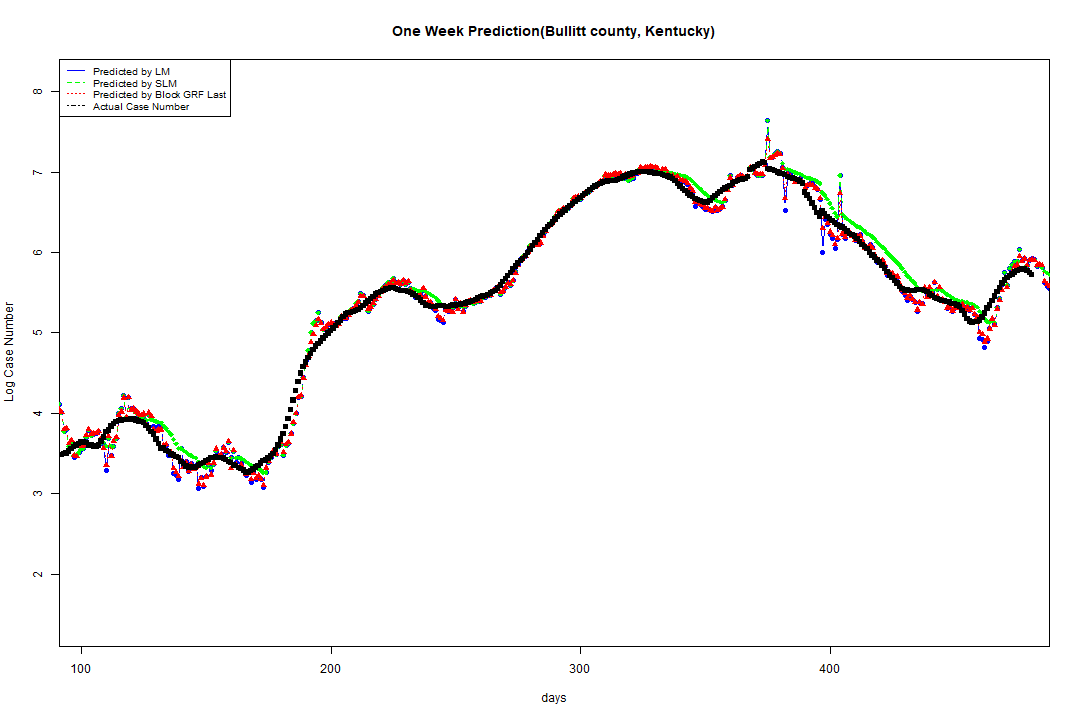 One Week Prediction(Bullitt county, Kentucky)
Predicted by LM
Predicted by SLM
Predicted by Block GRF Last
Actual Case Number
8
7
6
5
4
3
2
Log Case Number
100 200 300 400
days